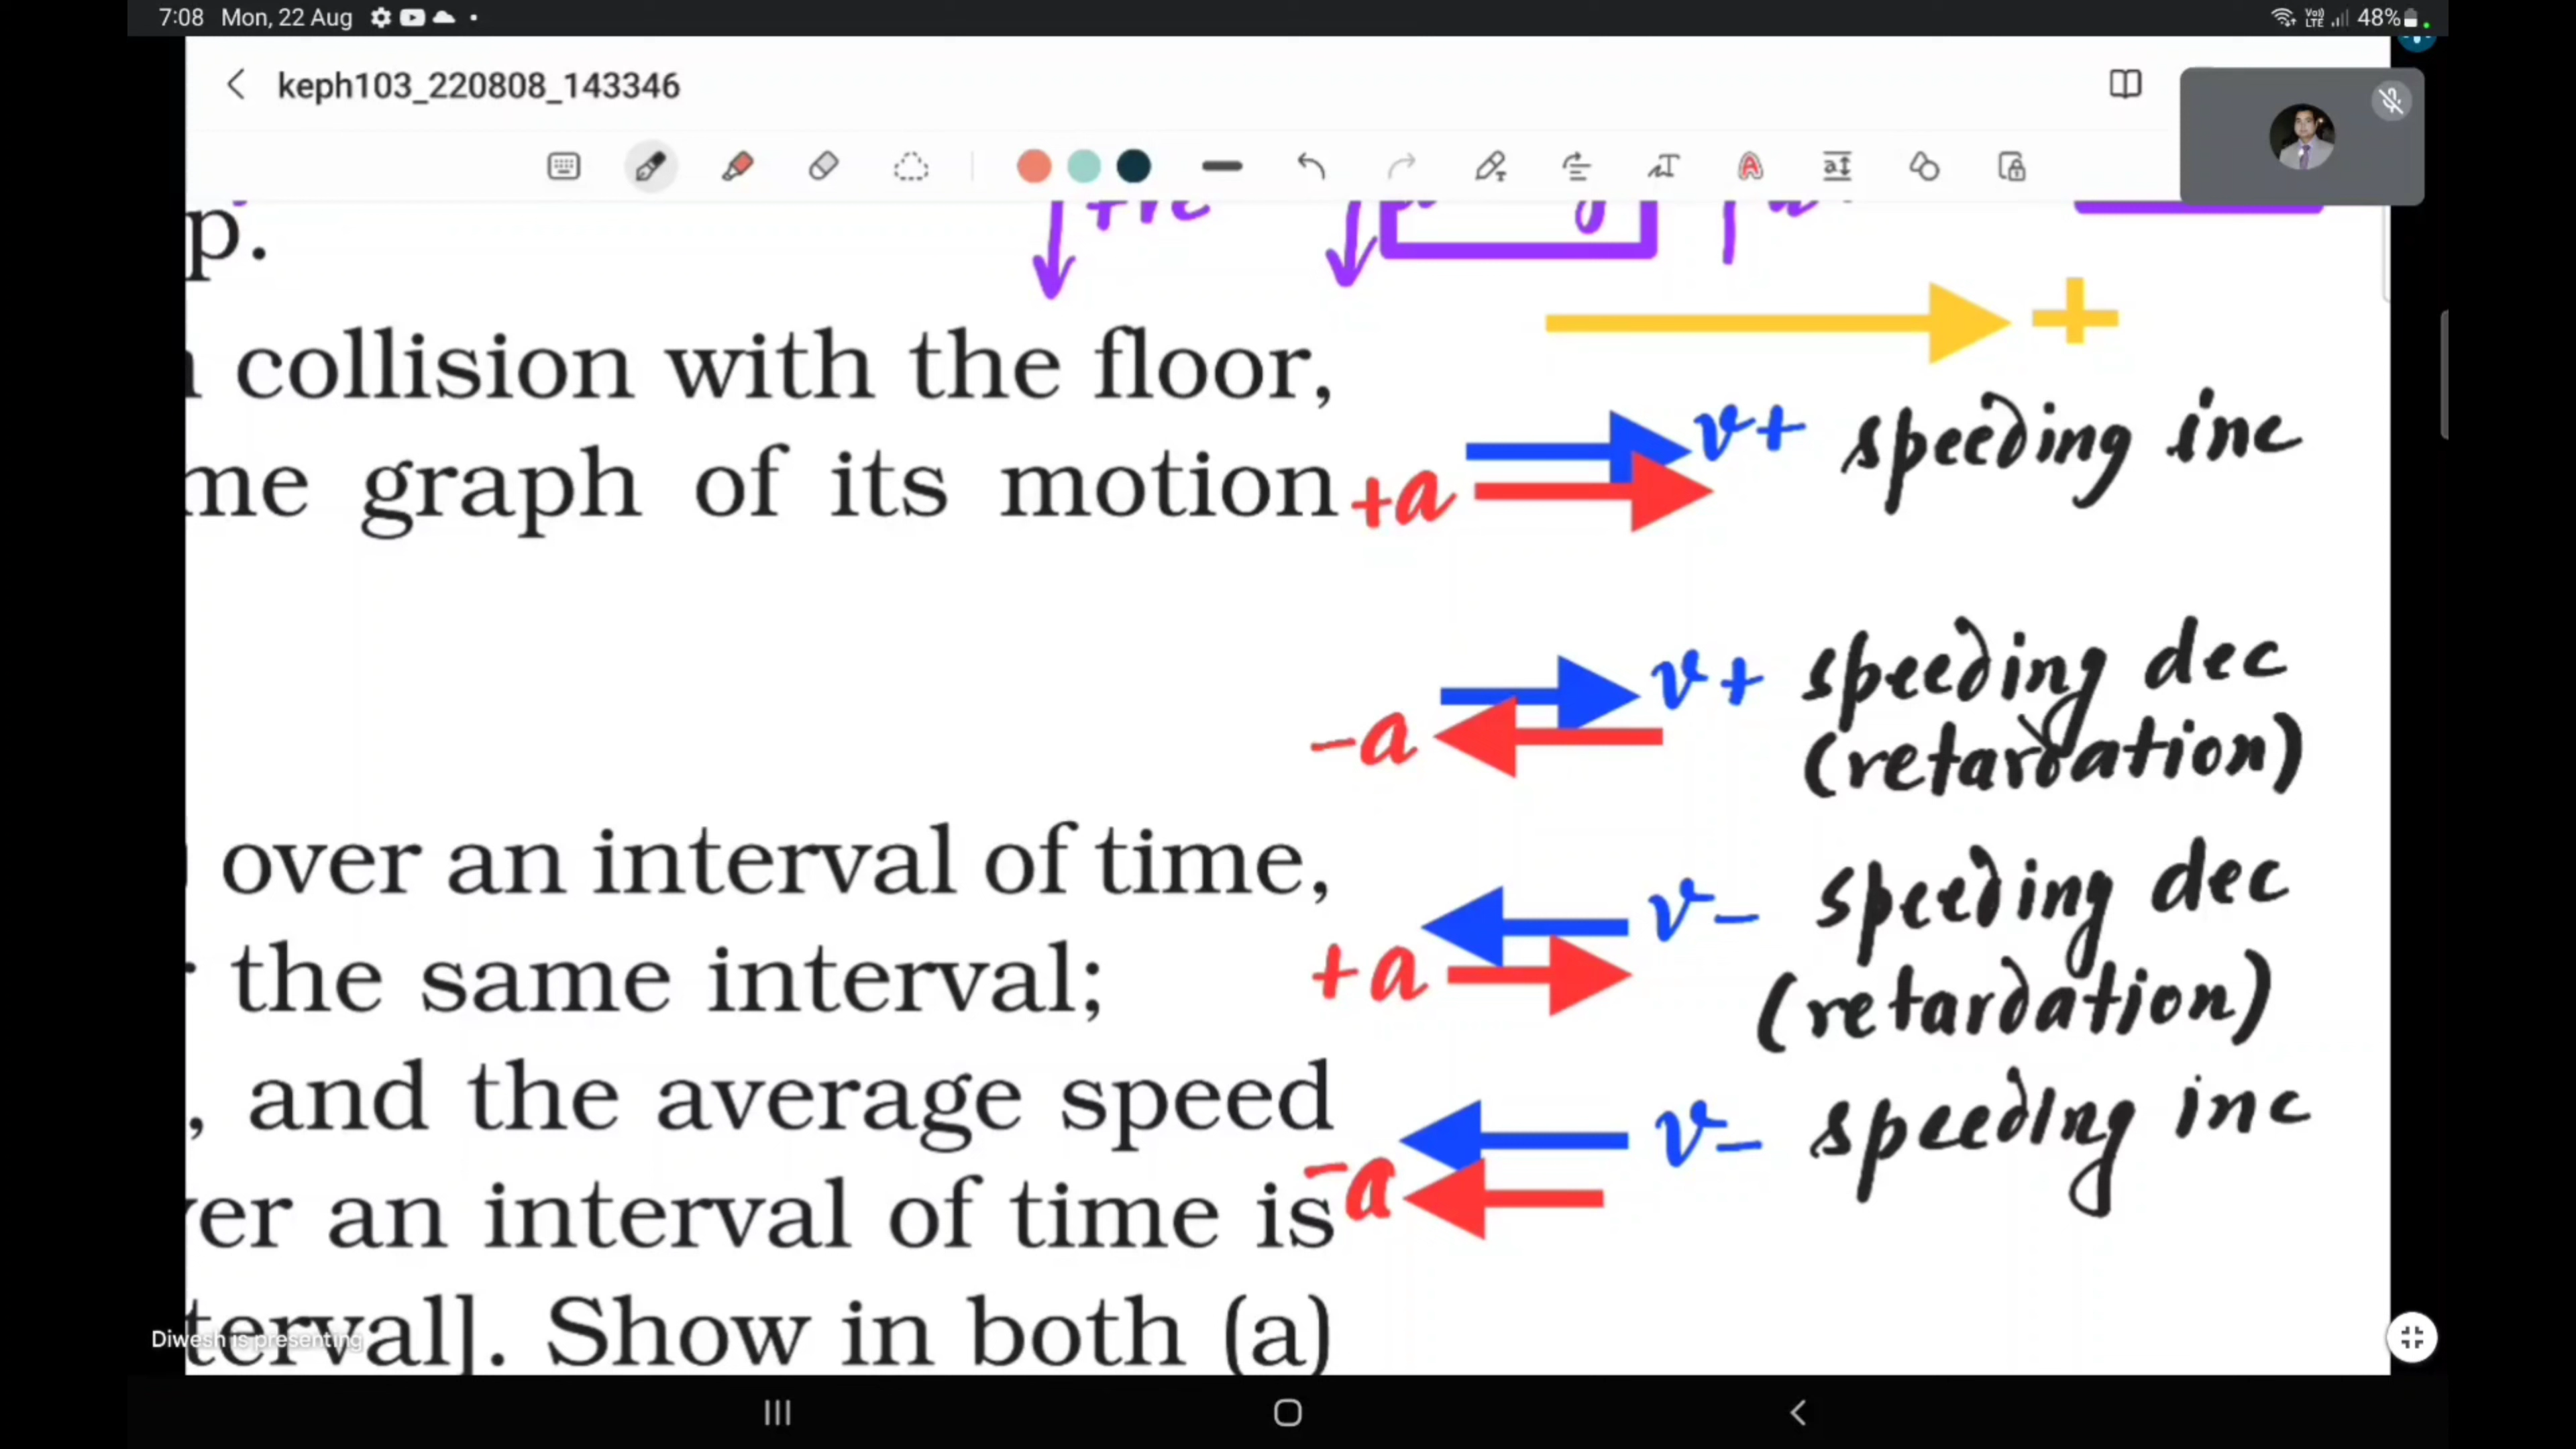 7:08 Mon, 22 Aug
Vo)) LTE 48%
keph103_220808_143346
p.
collision with the floor,
+
v+ speeding inc
me graph of its motion
+a
v+ speeding dec
-a
(retardation)
over an interval of time,
v- speeding dec
the same interval;
+a
(retardation)
, and the average speed
v- speeding inc
er an interval of time is
-a
terval]. Show in both (a)
Diwesh is presenting